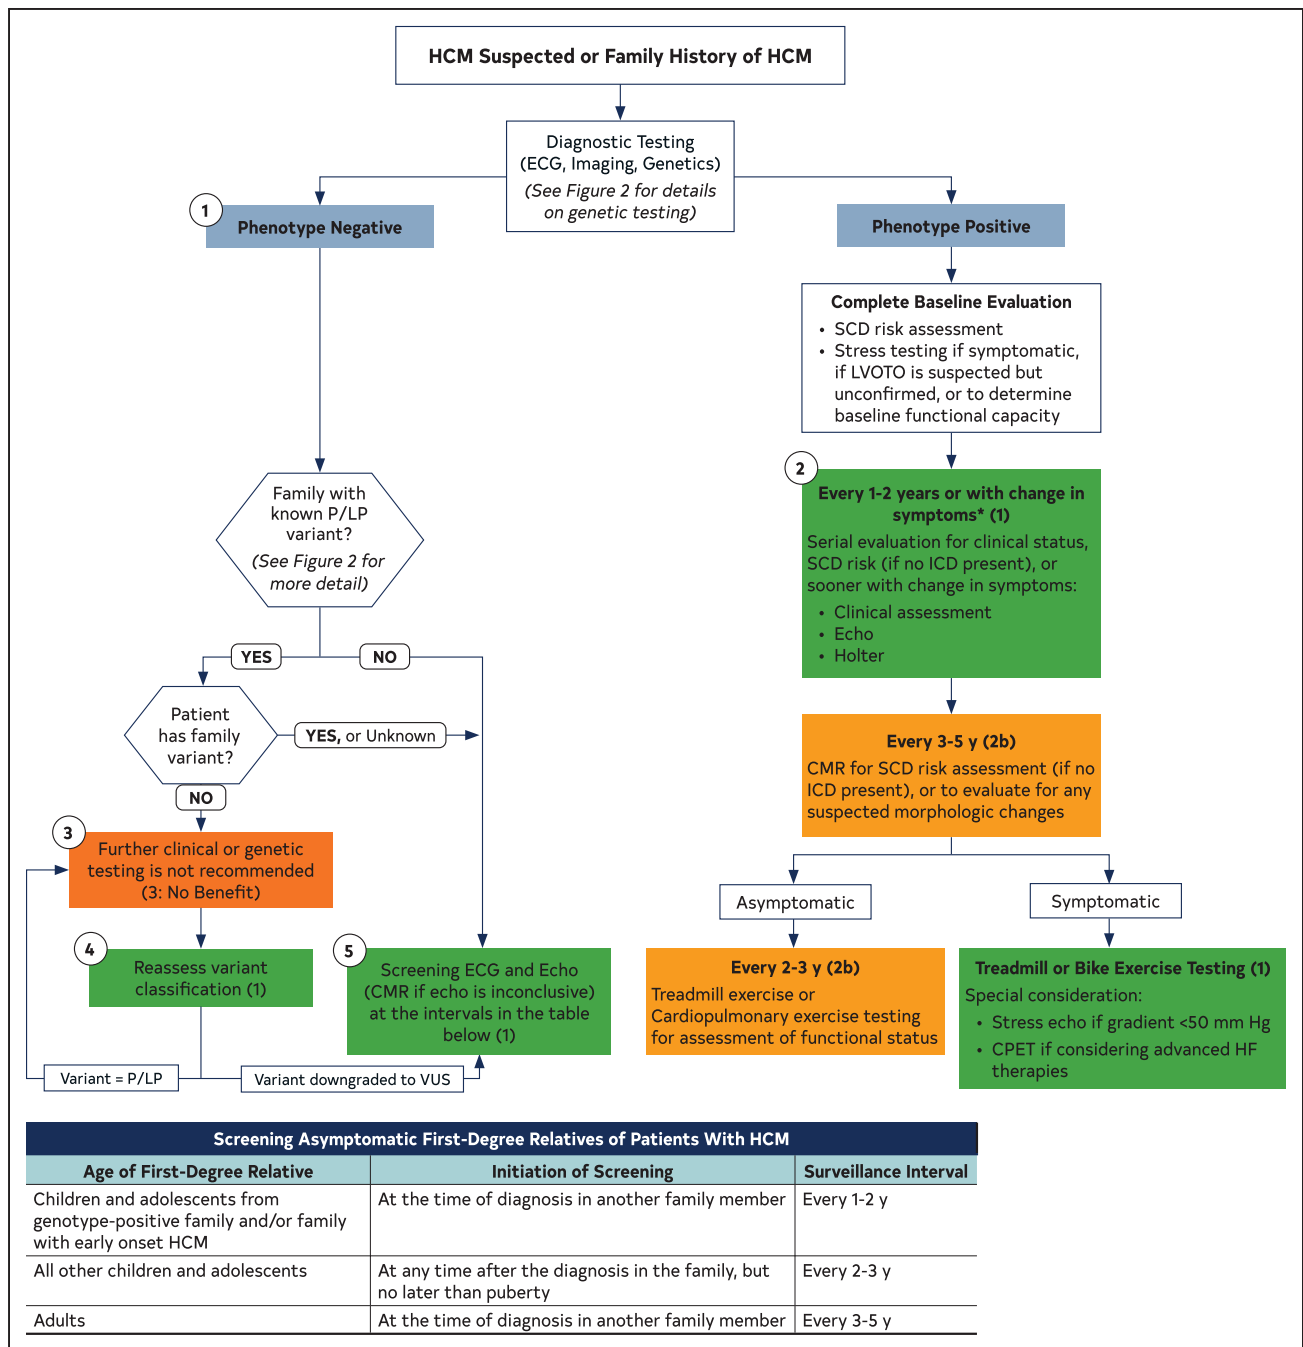 HCM Suspected or Family History of HCM
Diagnostic Testing
(ECG, Imaging, Genetics)
(See Figure 2 for details
on genetic testing)
1
Phenotype Negative
Phenotype Positive
Complete Baseline Evaluation
• SCD risk assessment
• Stress testing if symptomatic,
if LVOTO is suspected but
unconfirmed, or to determine
baseline functional capacity
Family with
known P/LP
variant?
(See Figure 2 for
more detail)
2
Every 1-2 years or with change in
symptoms* (1)
Serial evaluation for clinical status,
SCD risk (if no ICD present), or
sooner with change in symptoms:
• Clinical assessment
• Echo
• Holter
YES
NO
Patient
has family
variant?
YES, or Unknown
NO
Every 3-5 y (2b)
CMR for SCD risk assessment (if no
ICD present), or to evaluate for any
suspected morphologic changes
3
Further clinical or genetic
testing is not recommended
(3: No Benefit)
Asymptomatic
Symptomatic
4
Reassess variant
classification (1)
5
Screening ECG and Echo
(CMR if echo is inconclusive)
at the intervals in the table
below (1)
Every 2-3 y (2b)
Treadmill exercise or
Cardiopulmonary exercise testing
for assessment of functional status
Treadmill or Bike Exercise Testing (1)
Special consideration:
• Stress echo if gradient <50 mm Hg
• CPET if considering advanced HF
therapies
Variant = P/LP
Variant downgraded to VUS
Screening Asymptomatic First-Degree Relatives of Patients With HCM
Age of First-Degree Relative Initiation of Screening Surveillance Interval
Children and adolescents from At the time of diagnosis in another family member Every 1-2 y
genotype-positive family and/or family
with early onset HCM
All other children and adolescents At any time after the diagnosis in the family, but Every 2-3 y
no later than puberty
Adults At the time of diagnosis in another family member Every 3-5 y